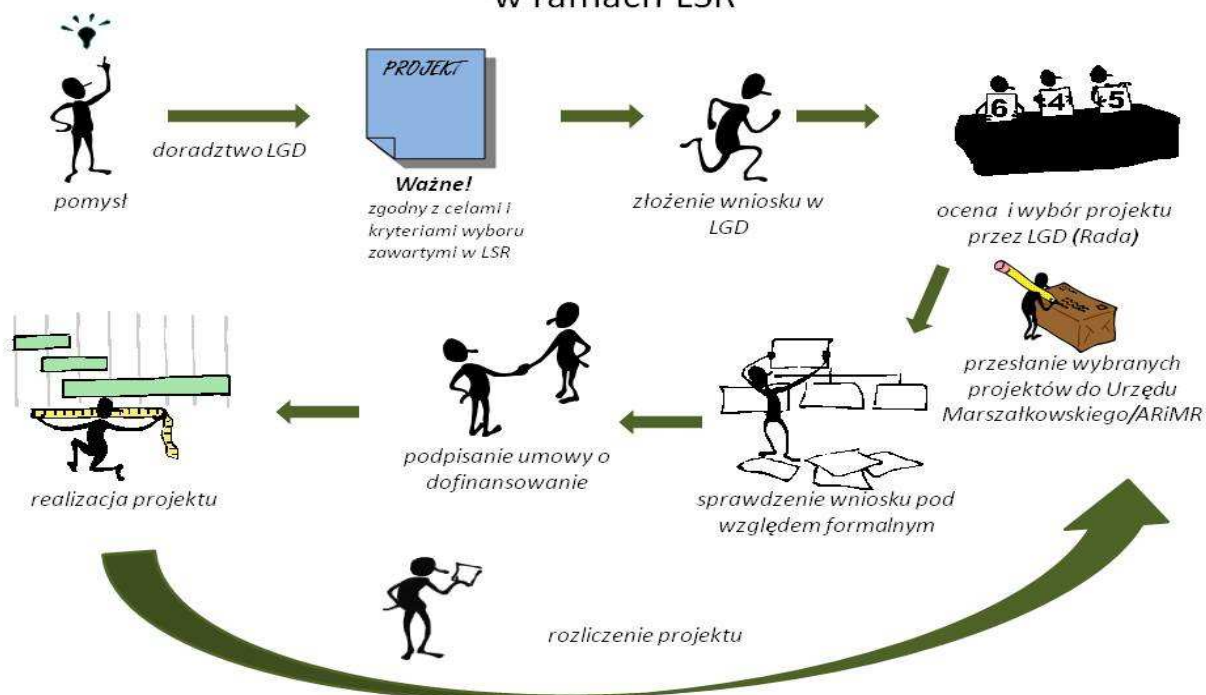 w ramach LSR
pomysł
doradztwo LGD
PROJEKT
Ważne!
zgodny z celami i
kryteriami wyboru
zawartymi w LSR
złożenie wniosku w
LGD
6 4 5
ocena i wybór projektu
przez LGD (Rada)
przesłanie wybranych
projektów do Urzędu
Marszałkowskiego/ARiMR
sprawdzenie wniosku pod
względem formalnym
podpisanie umowy o
dofinansowanie
realizacja projektu
rozliczenie projektu